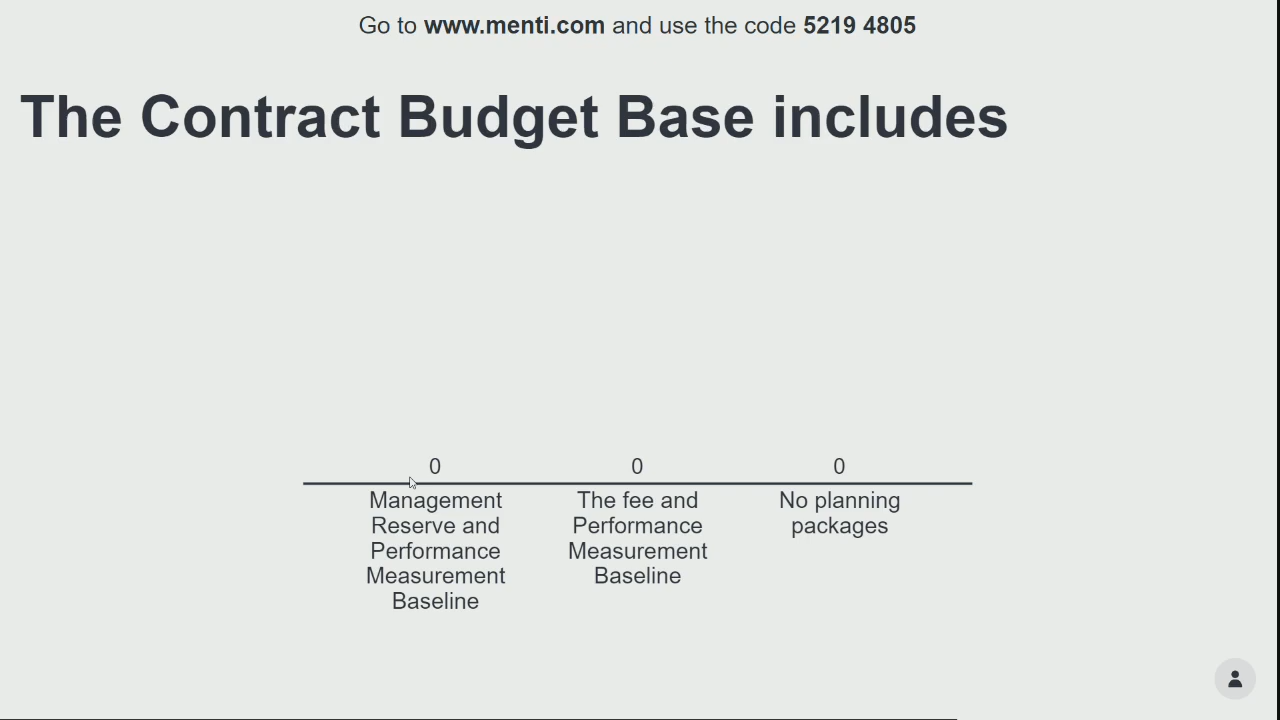 Go to www.menti.com and use the code 5219 4805
The Contract Budget Base includes
0
0
0
Management
Reserve and
Performance
Measurement
Baseline
The fee and
Performance
Measurement
Baseline
No planning
packages